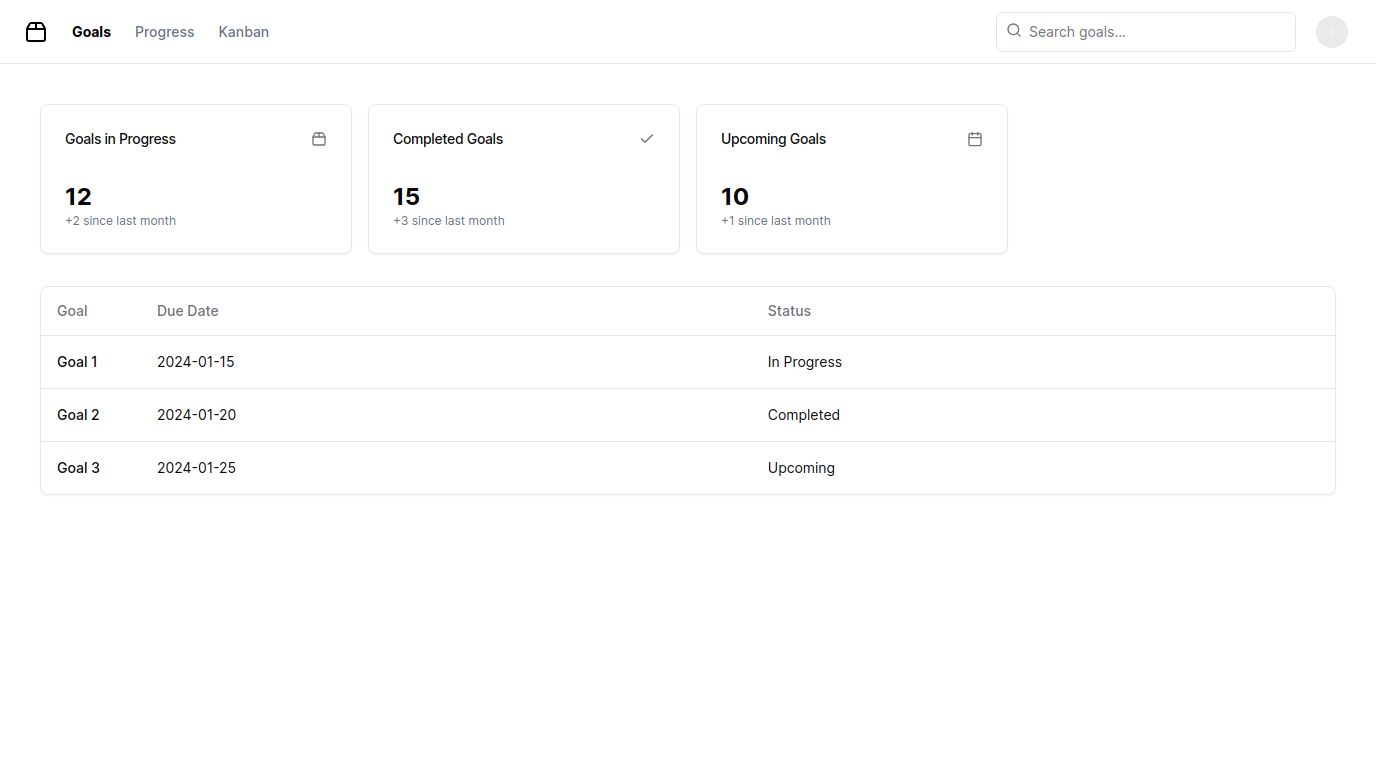 Goals Progress Kanban Search goals...
Goals in Progress Completed Goals Upcoming Goals
12 15 10
+2 since last month +3 since last month +1 since last month
Goal Due Date Status
Goal 1 2024-01-15 In Progress
Goal 2 2024-01-20 Completed
Goal 3 2024-01-25 Upcoming